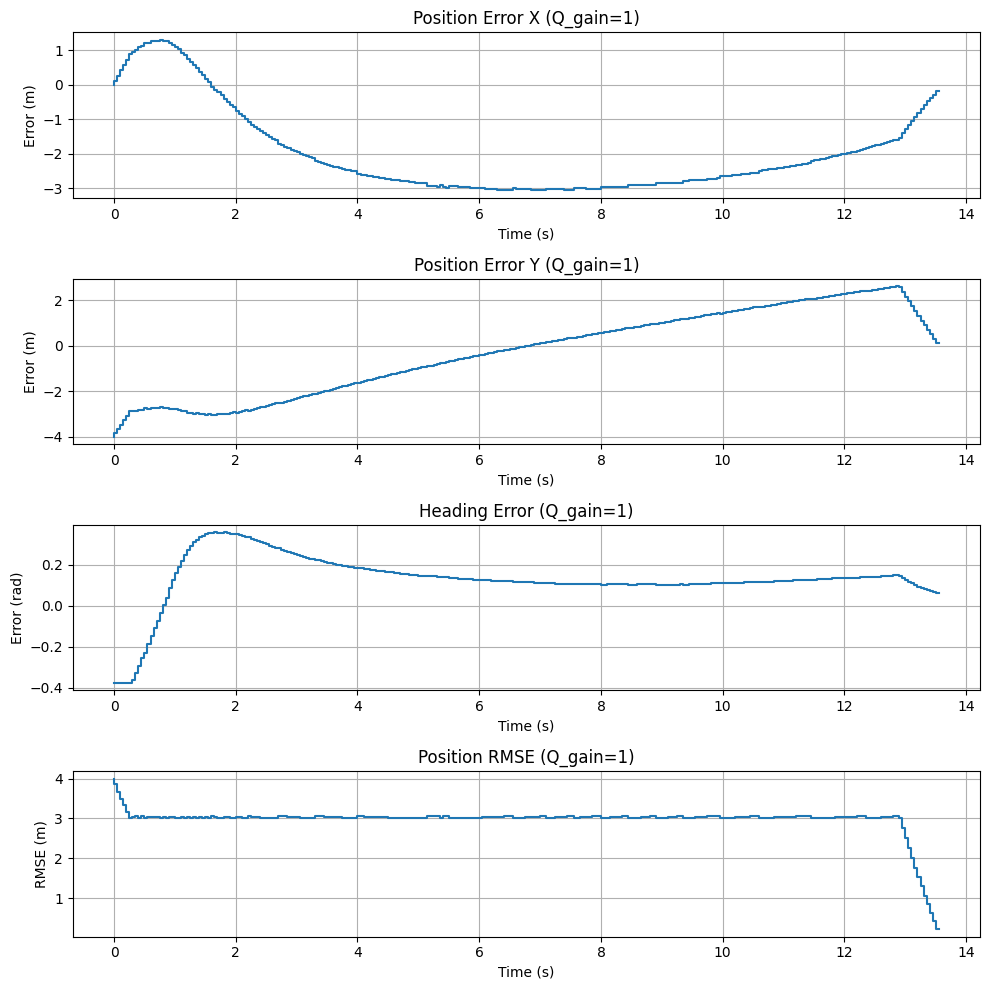 Position Error X (Q_gain=1)
Error (m)
1
0
−1
−2
−3
0 2 4 6 8 10 12 14
Time (s)
Position Error Y (Q_gain=1)
Error (m)
2
0
−2
−4
0 2 4 6 8 10 12 14
Time (s)
Heading Error (Q_gain=1)
Error (rad)
0.2
0.0
−0.2
−0.4
0 2 4 6 8 10 12 14
Time (s)
Position RMSE (Q_gain=1)
RMSE (m)
4
3
2
1
0 2 4 6 8 10 12 14
Time (s)